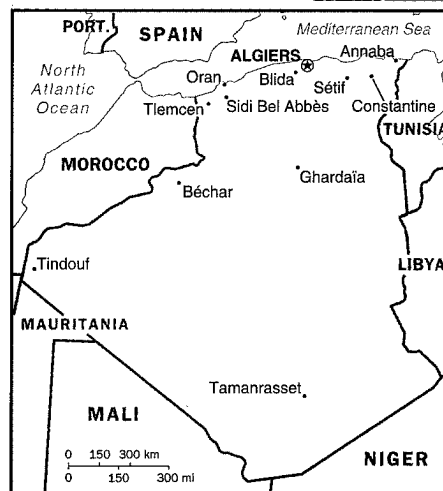 PORT.
SPAIN
Mediterranean Sea
ALGIERS
Annaba
North
Atlantic
Ocean
Oran
Blida
Sétif
Tlemcen
Sidi Bel Abbès
Constantine
TUNISIA
MOROCCO
Ghardaïa
Béchar
Tindouf
LIBYA
MAURITANIA
Tamanrasset
MALI
NIGER
0 150 300 km
0 150 300 mi